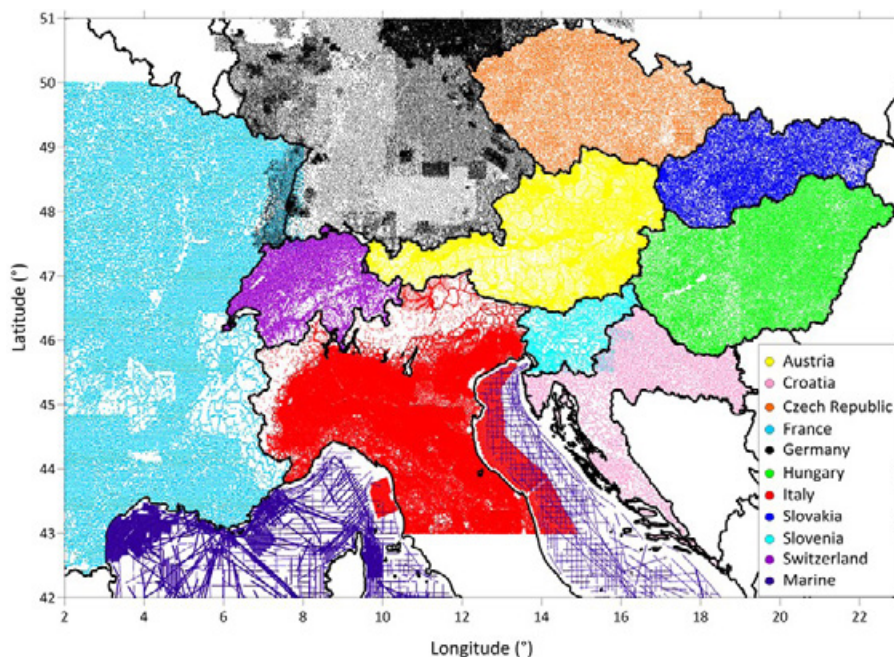 51
50
49
48
47
46
45
44
43
42
Latitude (°)
2 4 6 8 10 12 14 16 18 20 22
Longitude (°)
Austria
Croatia
Czech Republic
France
Germany
Hungary
Italy
Slovakia
Slovenia
Switzerland
Marine